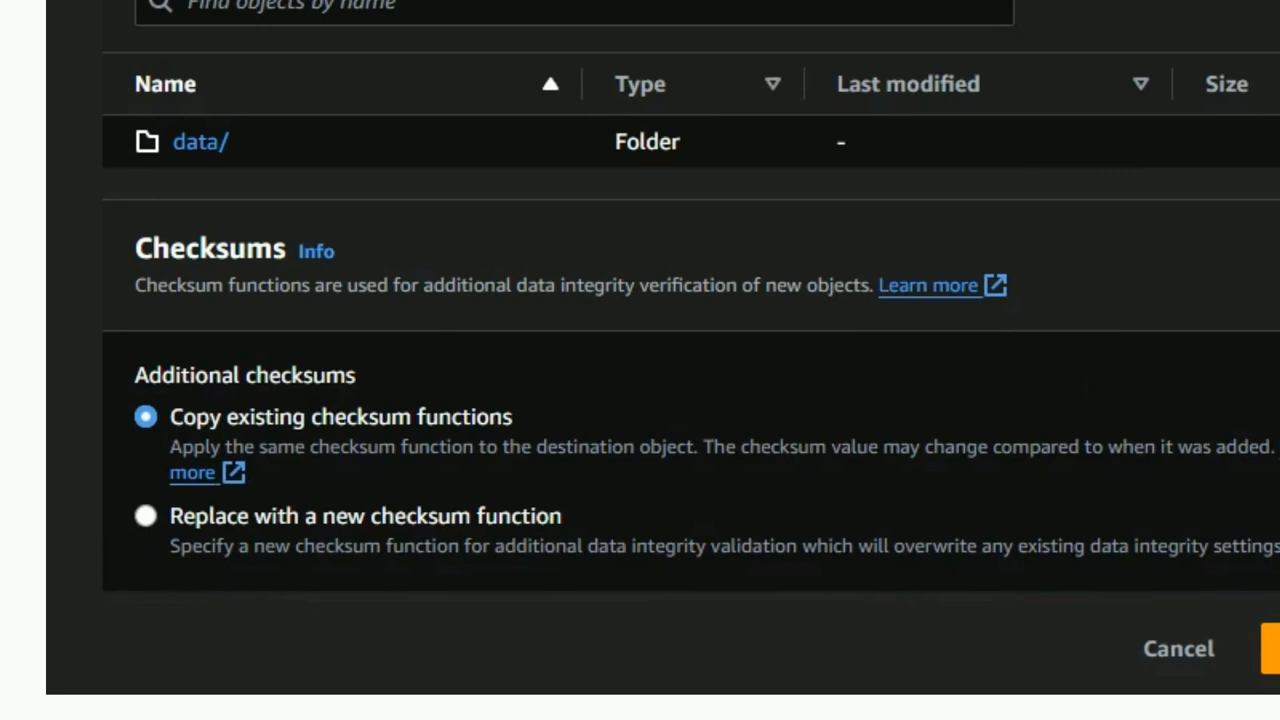 Find objects by name
Name Type Last modified Size
data/ Folder -
Checksums Info
Checksum functions are used for additional data integrity verification of new objects. Learn more
Additional checksums
Copy existing checksum functions
Apply the same checksum function to the destination object. The checksum value may change compared to when it was added.
more
Replace with a new checksum function
Specify a new checksum function for additional data integrity validation which will overwrite any existing data integrity settings
Cancel